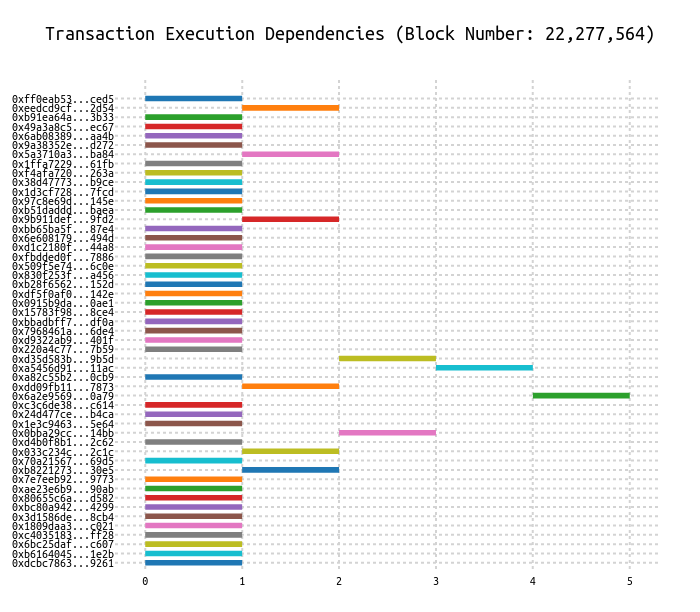 Transaction Execution Dependencies (Block Number: 22,277,564)
0xff0eab53...ced5
0xeedcd9cf...2d54
0xb91ea64a...3b33
0x49a3a8c5...ec67
0x6ab08389...aa4b
0x9a38352e...d272
0x5a3710a3...ba84
0x1ffa7229...61fb
0xf4afa720...263a
0x38d47773...b9ce
0x1d3cf728...7fcd
0x97c8e69d...145e
0xb51daddd...baea
0x9b911def...9fd2
0xbb65ba5f...87e4
0x6e608179...494d
0xd1c2180f...44a8
0xfbdded0f...7886
0x509f5e74...6c0e
0x830f253f...a456
0xb28f6562...152d
0xdf5f0af0...142e
0x0915b9da...0ae1
0x15783f98...8ce4
0xbbadbff7...df0a
0x7968461a...6de4
0xd9322ab9...401f
0x220a4c77...7b59
0xd35d583b...9b5d
0xa5456d91...11ac
0xa82c55b2...0cb9
0xdd09fb11...7873
0x6a2e9569...0a79
0xc3c6de38...c614
0x24d477ce...b4ca
0x1e3c9463...5e64
0x0bba29cc...14bb
0xd4b0f8b1...2c62
0x033c234c...2c1c
0x70a21567...69d5
0xb8221273...30e5
0x7e7eeb92...9773
0xae23e6b9...90ab
0x80655c6a...d582
0xbc80a942...4299
0x3d1586de...8cb4
0x1809daa3...c021
0xc4035183...ff28
0x6bc25daf...c607
0xb6164045...1e2b
0xdcbc7863...9261
0 1 2 3 4 5